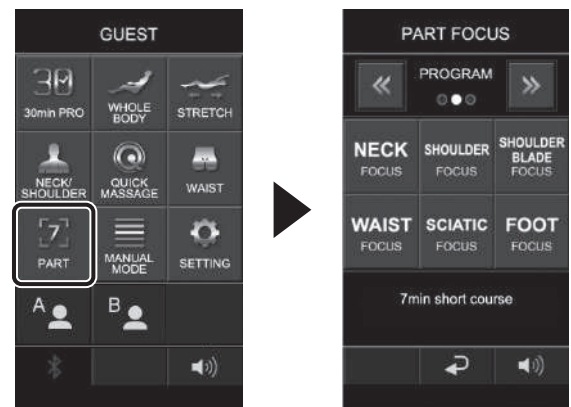 GUEST
30
30min PRO
WHOLE
BODY
STRETCH
NECK/
SHOULDER
QUICK
MASSAGE
WAIST
7
PART
MANUAL
MODE
SETTING
A
B
PART FOCUS
PROGRAM
NECK
FOCUS
SHOULDER
FOCUS
SHOULDER
BLADE
FOCUS
WAIST
FOCUS
SCIATIC
FOCUS
FOOT
FOCUS
7min short course